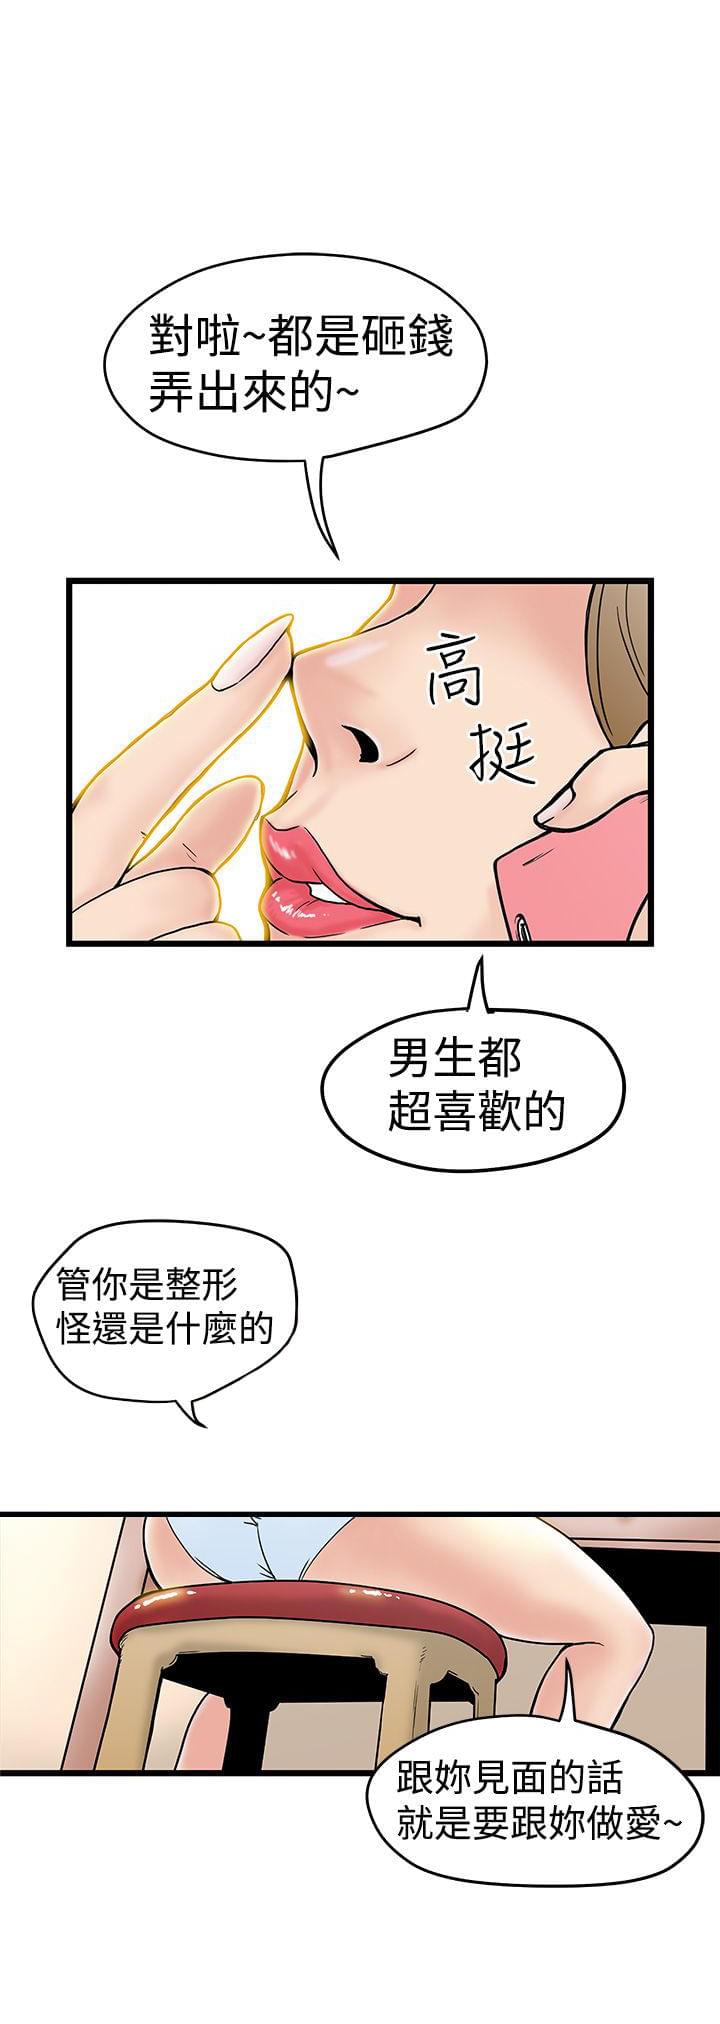 對啦~都是砸錢
弄出來的~
高
挺
男生都
超喜歡的
管你是整形
怪還是什麼的
跟妳見面的話
就是要跟妳做愛~